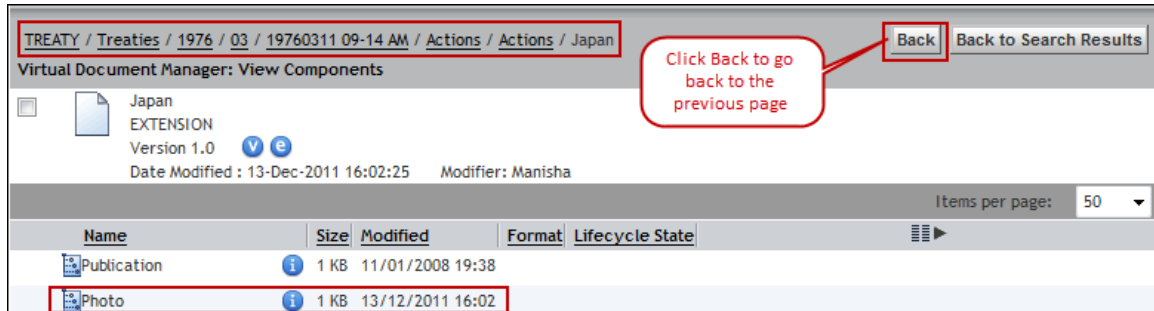 TREATY / Treaties / 1976 / 03 / 19760311 09-14 AM / Actions / Actions / Japan
Back
Back to Search Results
Click Back to go
back to the
previous page
Virtual Document Manager: View Components
Japan
EXTENSION
Version 1.0 V e
Date Modified : 13-Dec-2011 16:02:25 Modifier: Manisha
Items per page: 50
Name Size Modified Format Lifecycle State
Publication i 1 KB 11/01/2008 19:38
Photo i 1 KB 13/12/2011 16:02